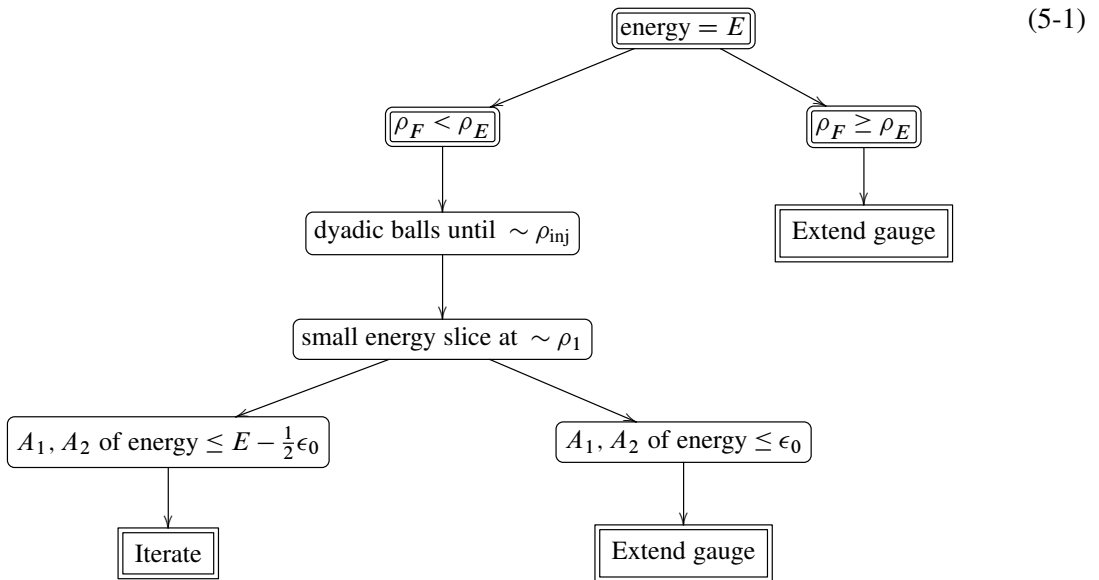 (5-1)
energy = E
ρ_F < ρ_E
ρ_F ≥ ρ_E
dyadic balls until ∼ ρ_inj
Extend gauge
small energy slice at ∼ ρ_1
A_1, A_2 of energy ≤ E − ½ϵ_0
A_1, A_2 of energy ≤ ϵ_0
Iterate
Extend gauge